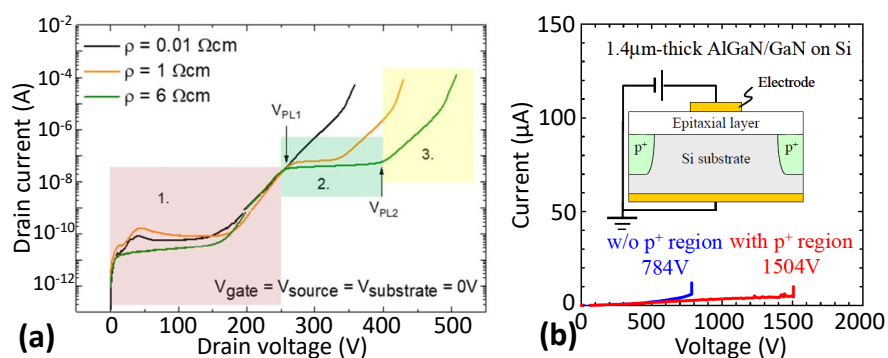 (a)
Drain current (A)
10⁻²
10⁻⁴
10⁻⁶
10⁻⁸
10⁻¹⁰
10⁻¹²
ρ = 0.01 Ωcm
ρ = 1 Ωcm
ρ = 6 Ωcm
V_PL1
1.
2.
3.
V_PL2
V_gate = V_source = V_substrate = 0V
0 100 200 300 400 500
Drain voltage (V)
(b)
Current (μA)
150
100
50
0
1.4μm-thick AlGaN/GaN on Si
Electrode
Epitaxial layer
p⁺ p⁺
Si substrate
w/o p⁺ region with p⁺ region
784V 1504V
0 500 1000 1500 2000
Voltage (V)